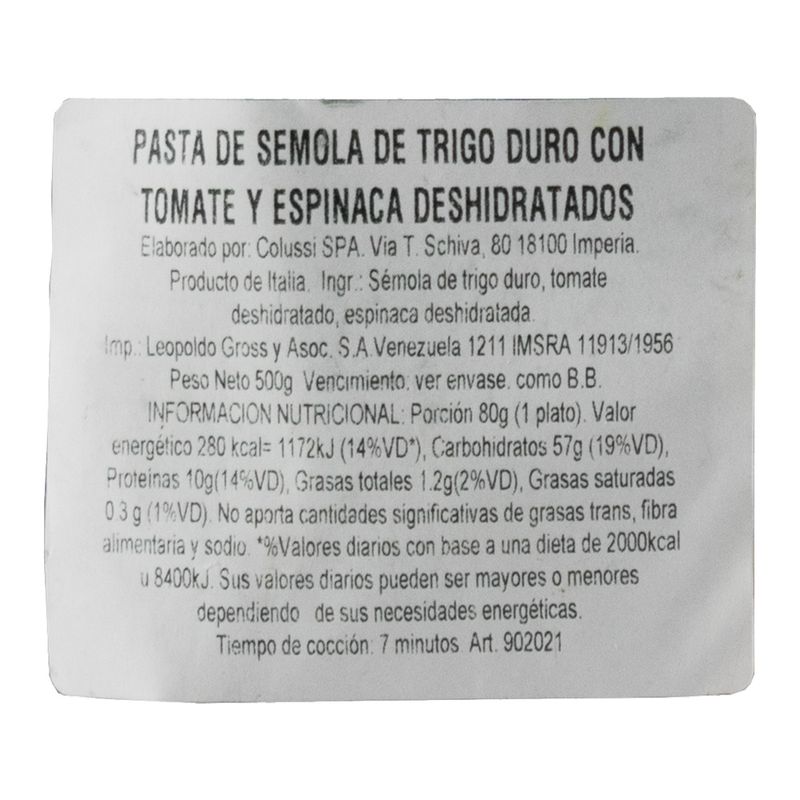 PASTA DE SEMOLA DE TRIGO DURO CON
TOMATE Y ESPINACA DESHIDRATADOS
Elaborado por: Colussi SPA. Via T. Schiva, 80 18100 Imperia.
Producto de Italia. Ingr.: Sémola de trigo duro, tomate
deshidratado, espinaca deshidratada.
Imp.: Leopoldo Gross y Asoc. S.A.Venezuela 1211 IMSRA 11913/1956
Peso Neto 500g Vencimiento: ver envase. como B.B.
INFORMACION NUTRICIONAL: Porción 80g (1 plato). Valor
energético 280 kcal= 1172kJ (14%VD*), Carbohidratos 57g (19%VD),
Proteínas 10g(14%VD), Grasas totales 1.2g(2%VD), Grasas saturadas
0.3 g (1%VD). No aporta cantidades significativas de grasas trans, fibra
alimentaria y sodio. *%Valores diarios con base a una dieta de 2000kcal
u 8400kJ. Sus valores diarios pueden ser mayores o menores
dependiendo de sus necesidades energéticas.
Tiempo de cocción: 7 minutos. Art. 902021